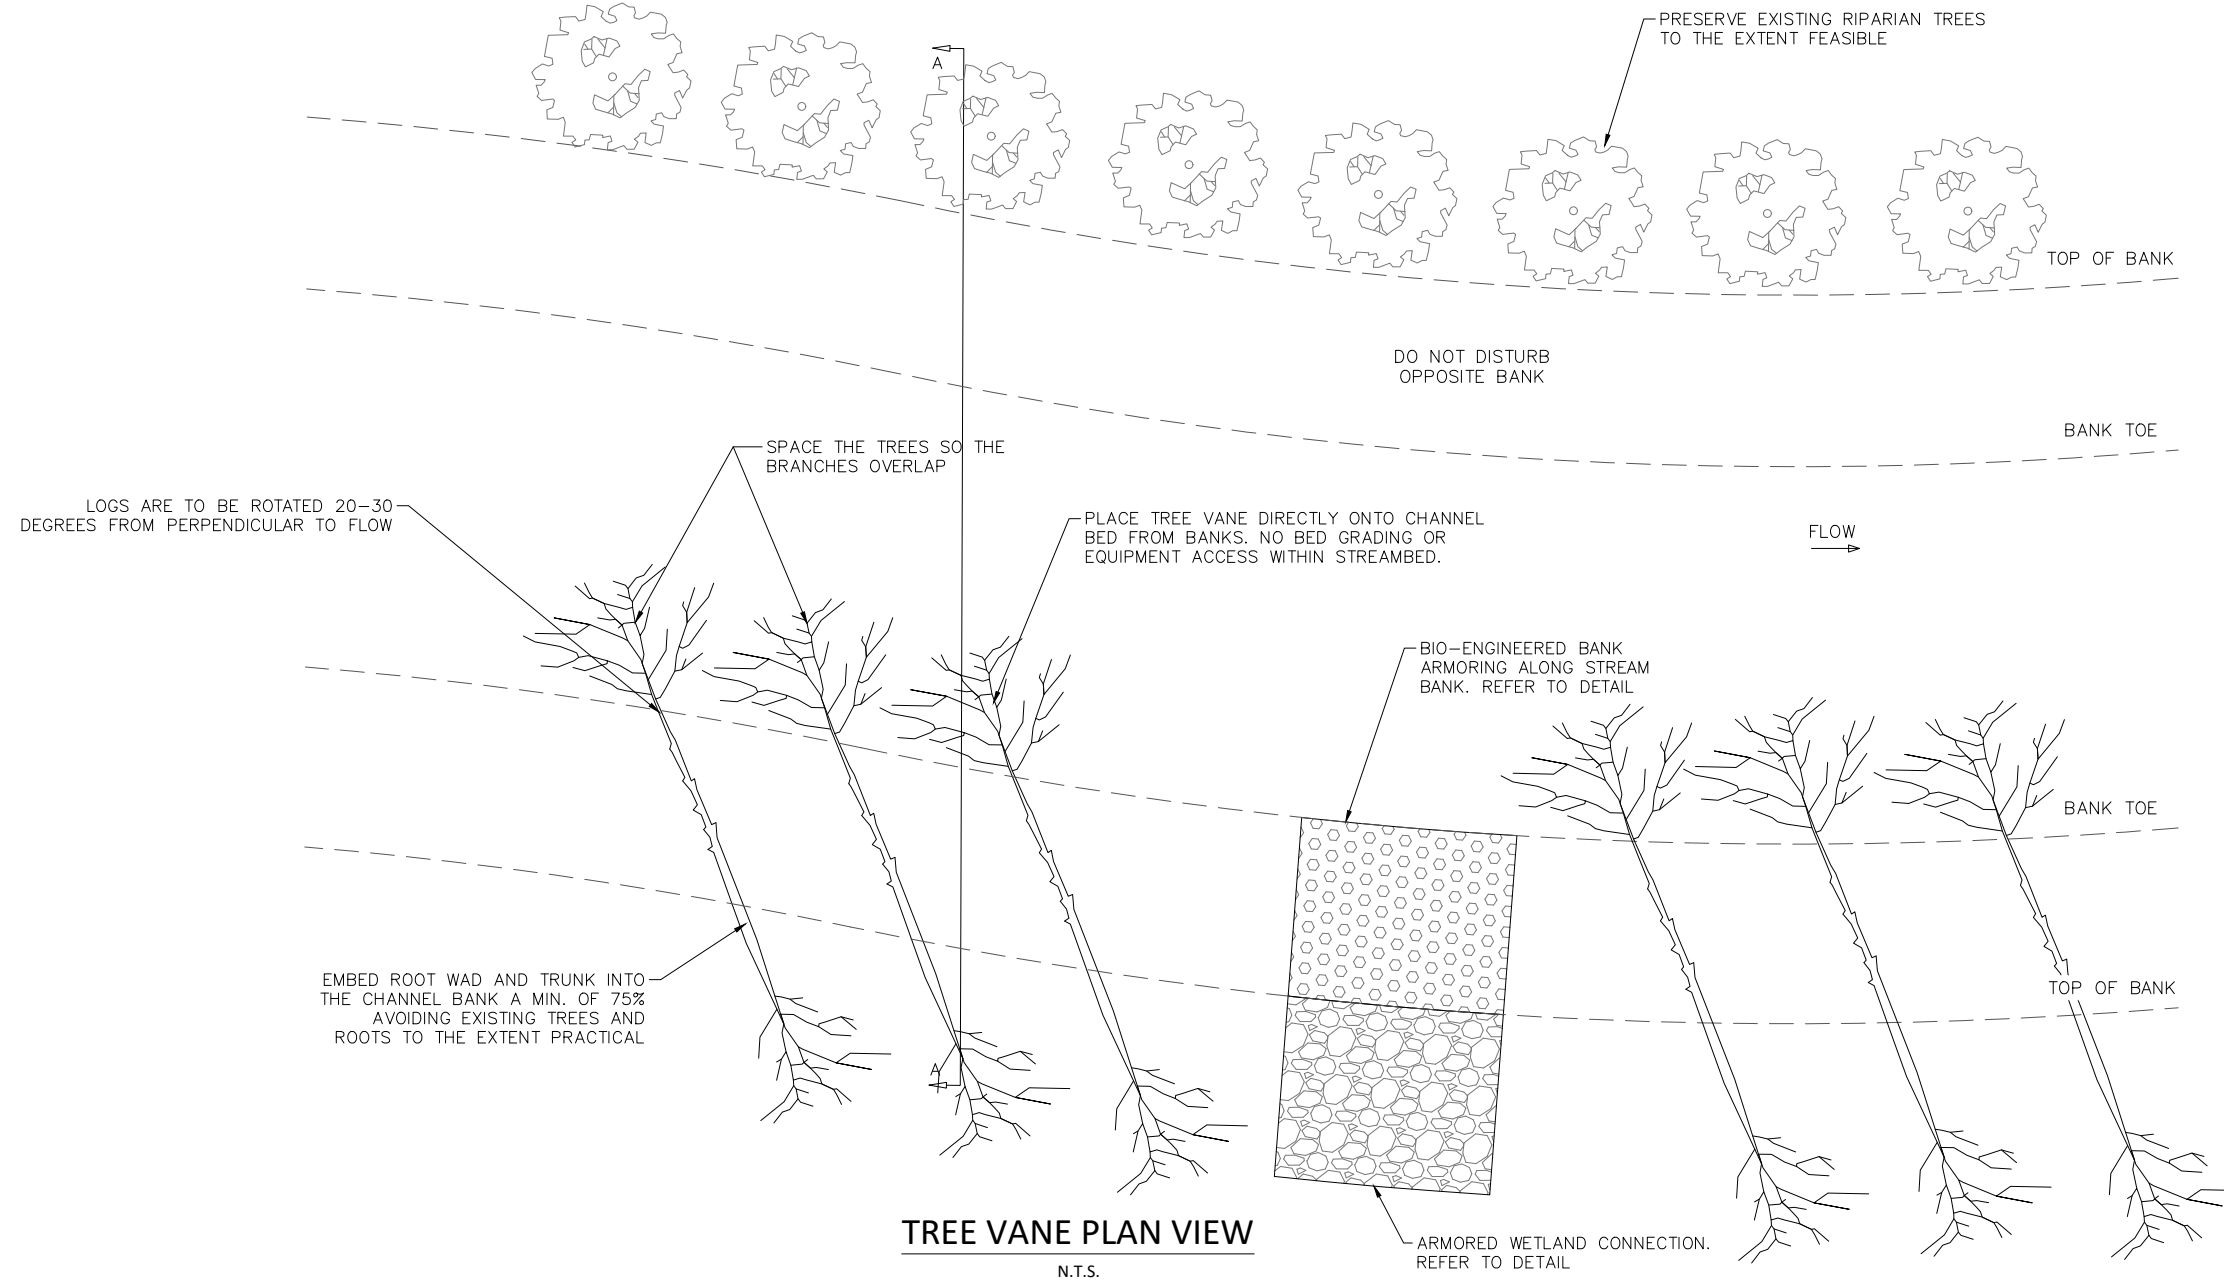 PRESERVE EXISTING RIPARIAN TREES
TO THE EXTENT FEASIBLE
A
TOP OF BANK
DO NOT DISTURB
OPPOSITE BANK
BANK TOE
SPACE THE TREES SO THE
BRANCHES OVERLAP
LOGS ARE TO BE ROTATED 20-30
DEGREES FROM PERPENDICULAR TO FLOW
PLACE TREE VANE DIRECTLY ONTO CHANNEL
BED FROM BANKS. NO BED GRADING OR
EQUIPMENT ACCESS WITHIN STREAMBED.
FLOW
BIO-ENGINEERED BANK
ARMORING ALONG STREAM
BANK. REFER TO DETAIL
BANK TOE
EMBED ROOT WAD AND TRUNK INTO
THE CHANNEL BANK A MIN. OF 75%
AVOIDING EXISTING TREES AND
ROOTS TO THE EXTENT PRACTICAL
TOP OF BANK
A
TREE VANE PLAN VIEW
N.T.S.
ARMORED WETLAND CONNECTION.
REFER TO DETAIL